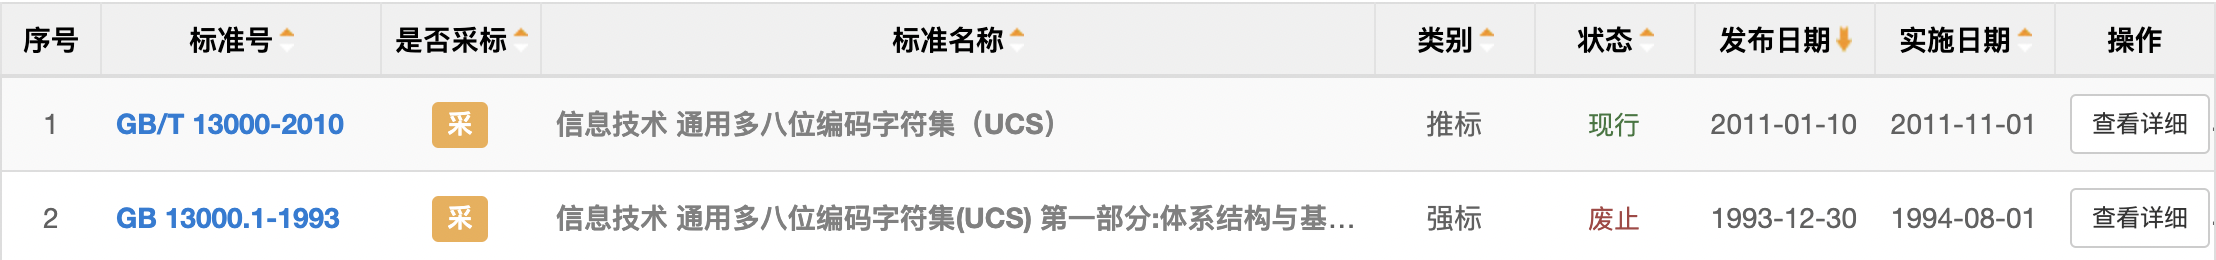 序号 标准号 是否采标 标准名称 类别 状态 发布日期 实施日期 操作
1 GB/T 13000-2010 采 信息技术 通用多八位编码字符集（UCS） 推标 现行 2011-01-10 2011-11-01 查看详细
2 GB 13000.1-1993 采 信息技术 通用多八位编码字符集(UCS) 第一部分:体系结构与基... 强标 废止 1993-12-30 1994-08-01 查看详细